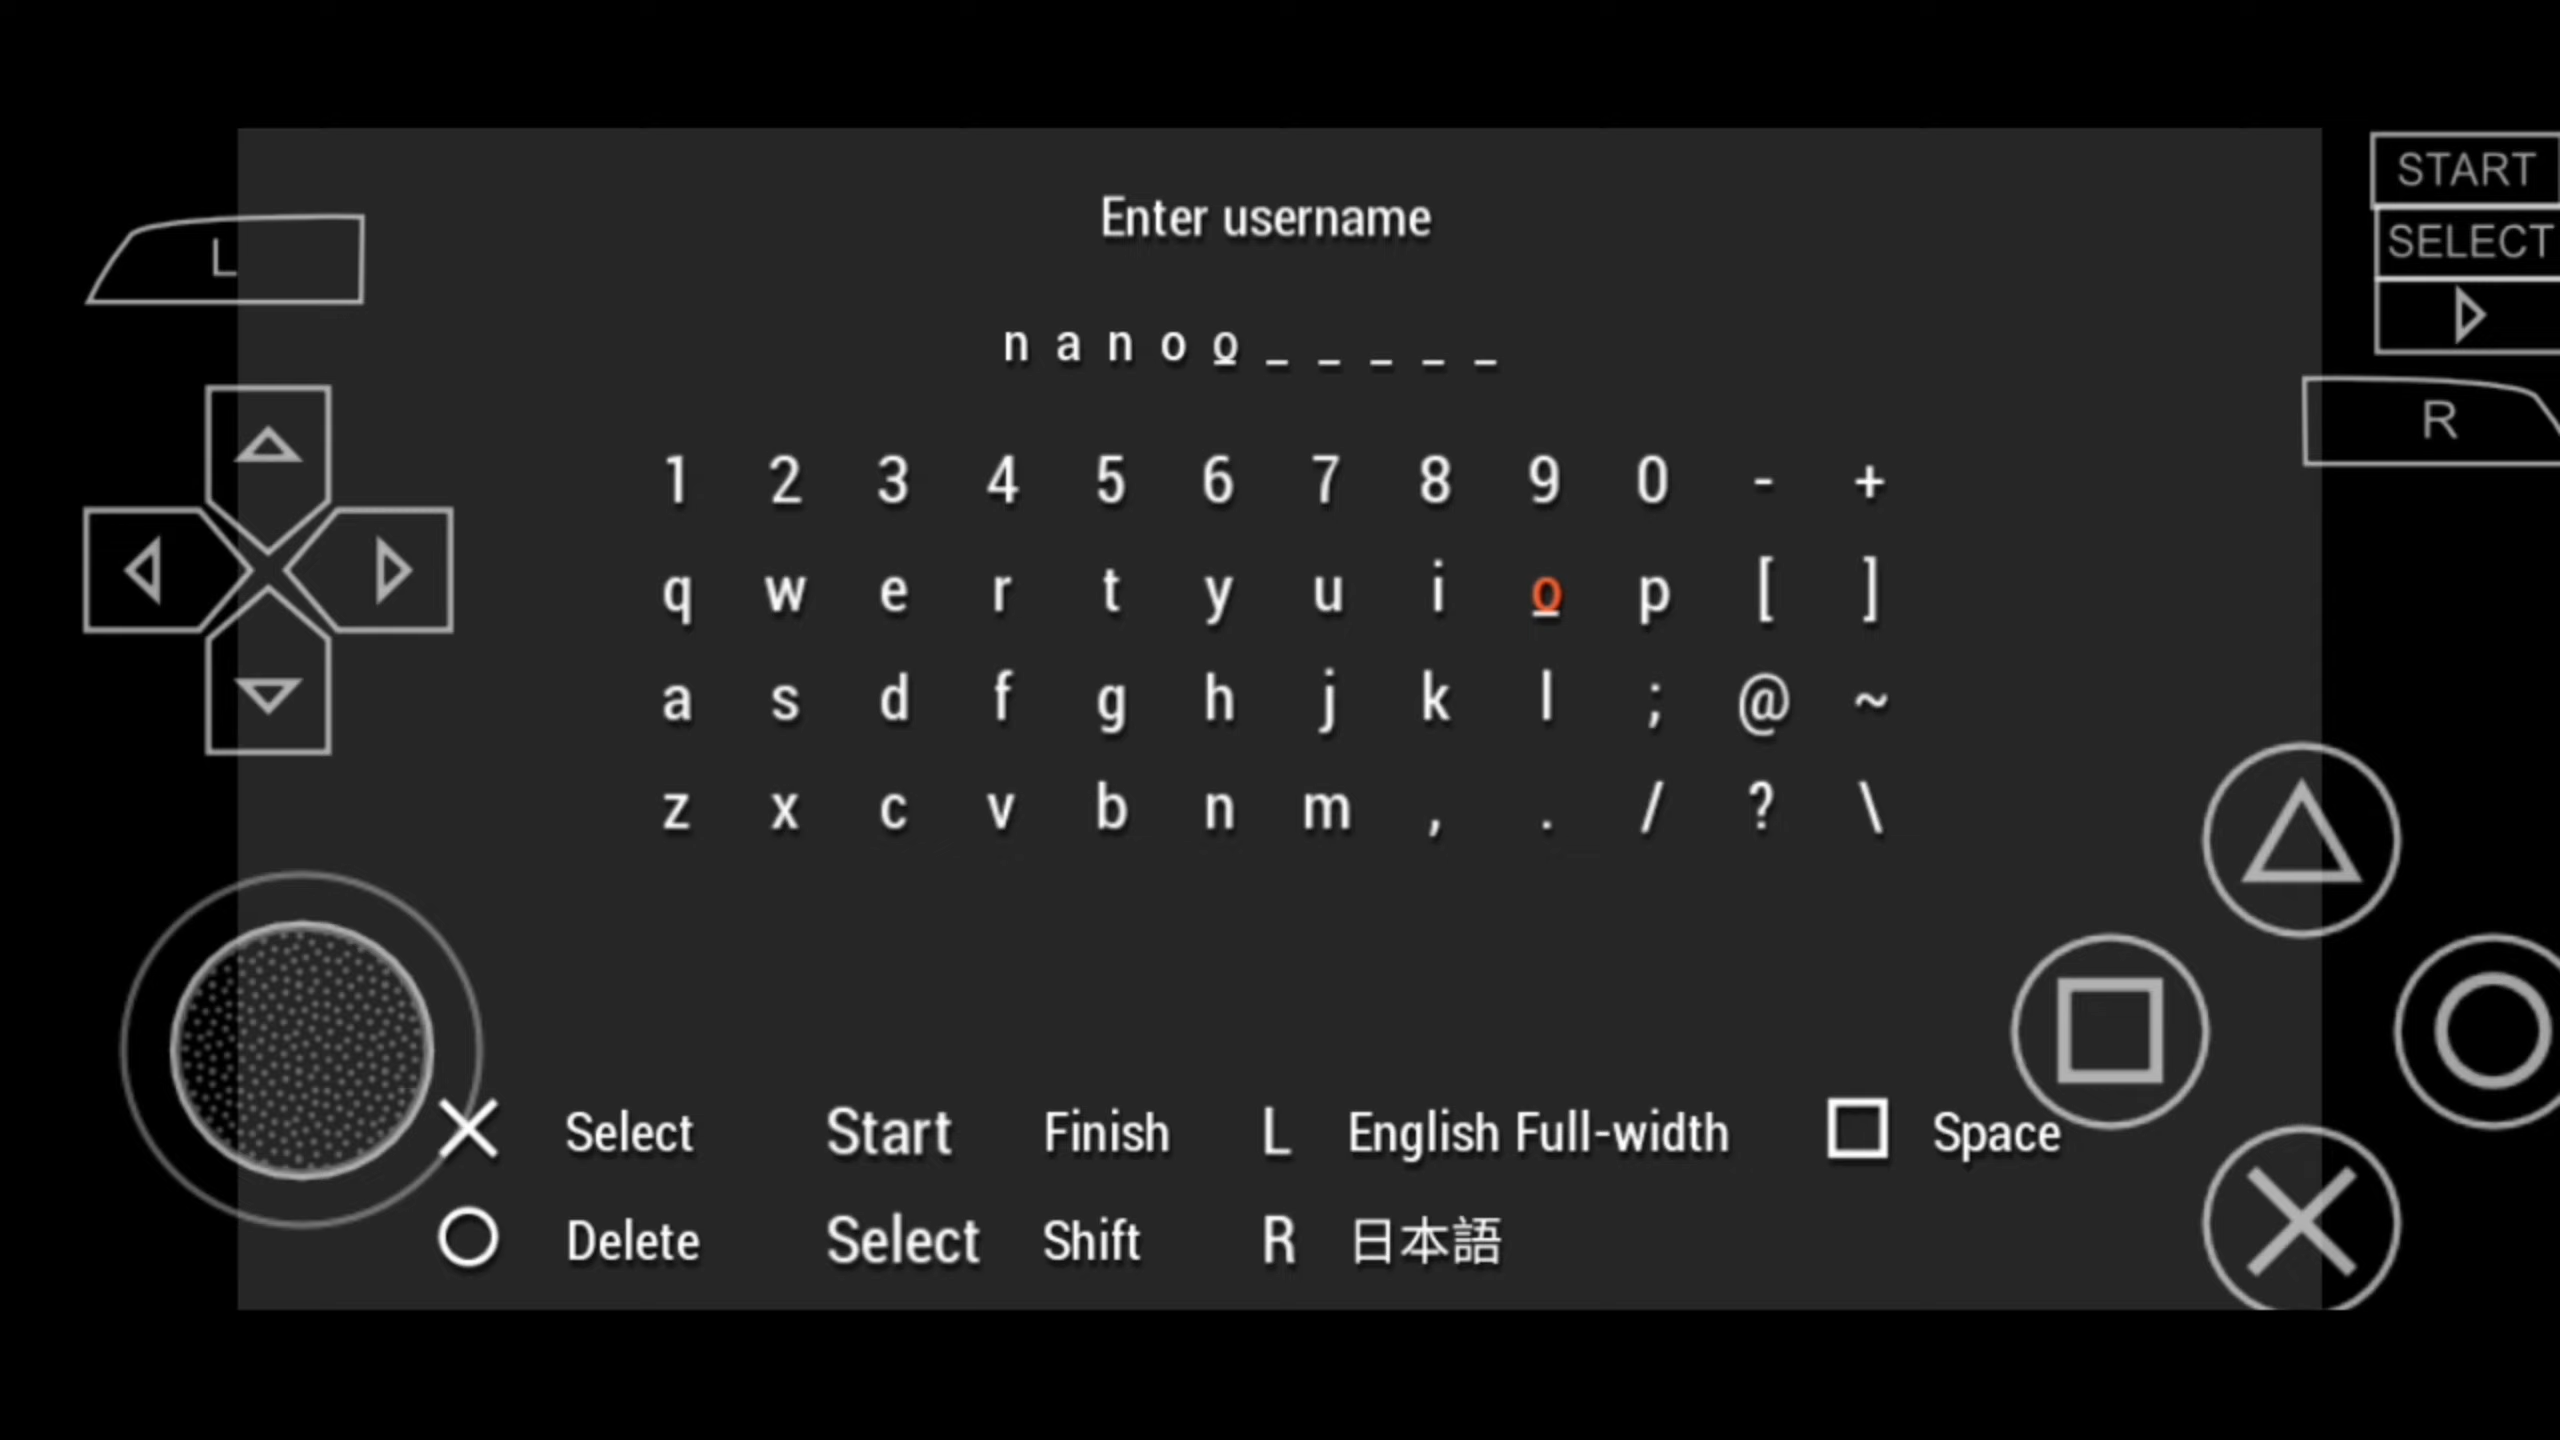 START
Enter username
SELECT
L
n a n o o _ _ _ _ _
R
1 2 3 4 5 6 7 8 9 0 - +
q w e r t y u i o p [ ]
a s d f g h j k l ; @ ~
z x c v b n m , . / ? \
Select Start Finish L English Full-width Space
Delete Select Shift R 日本語